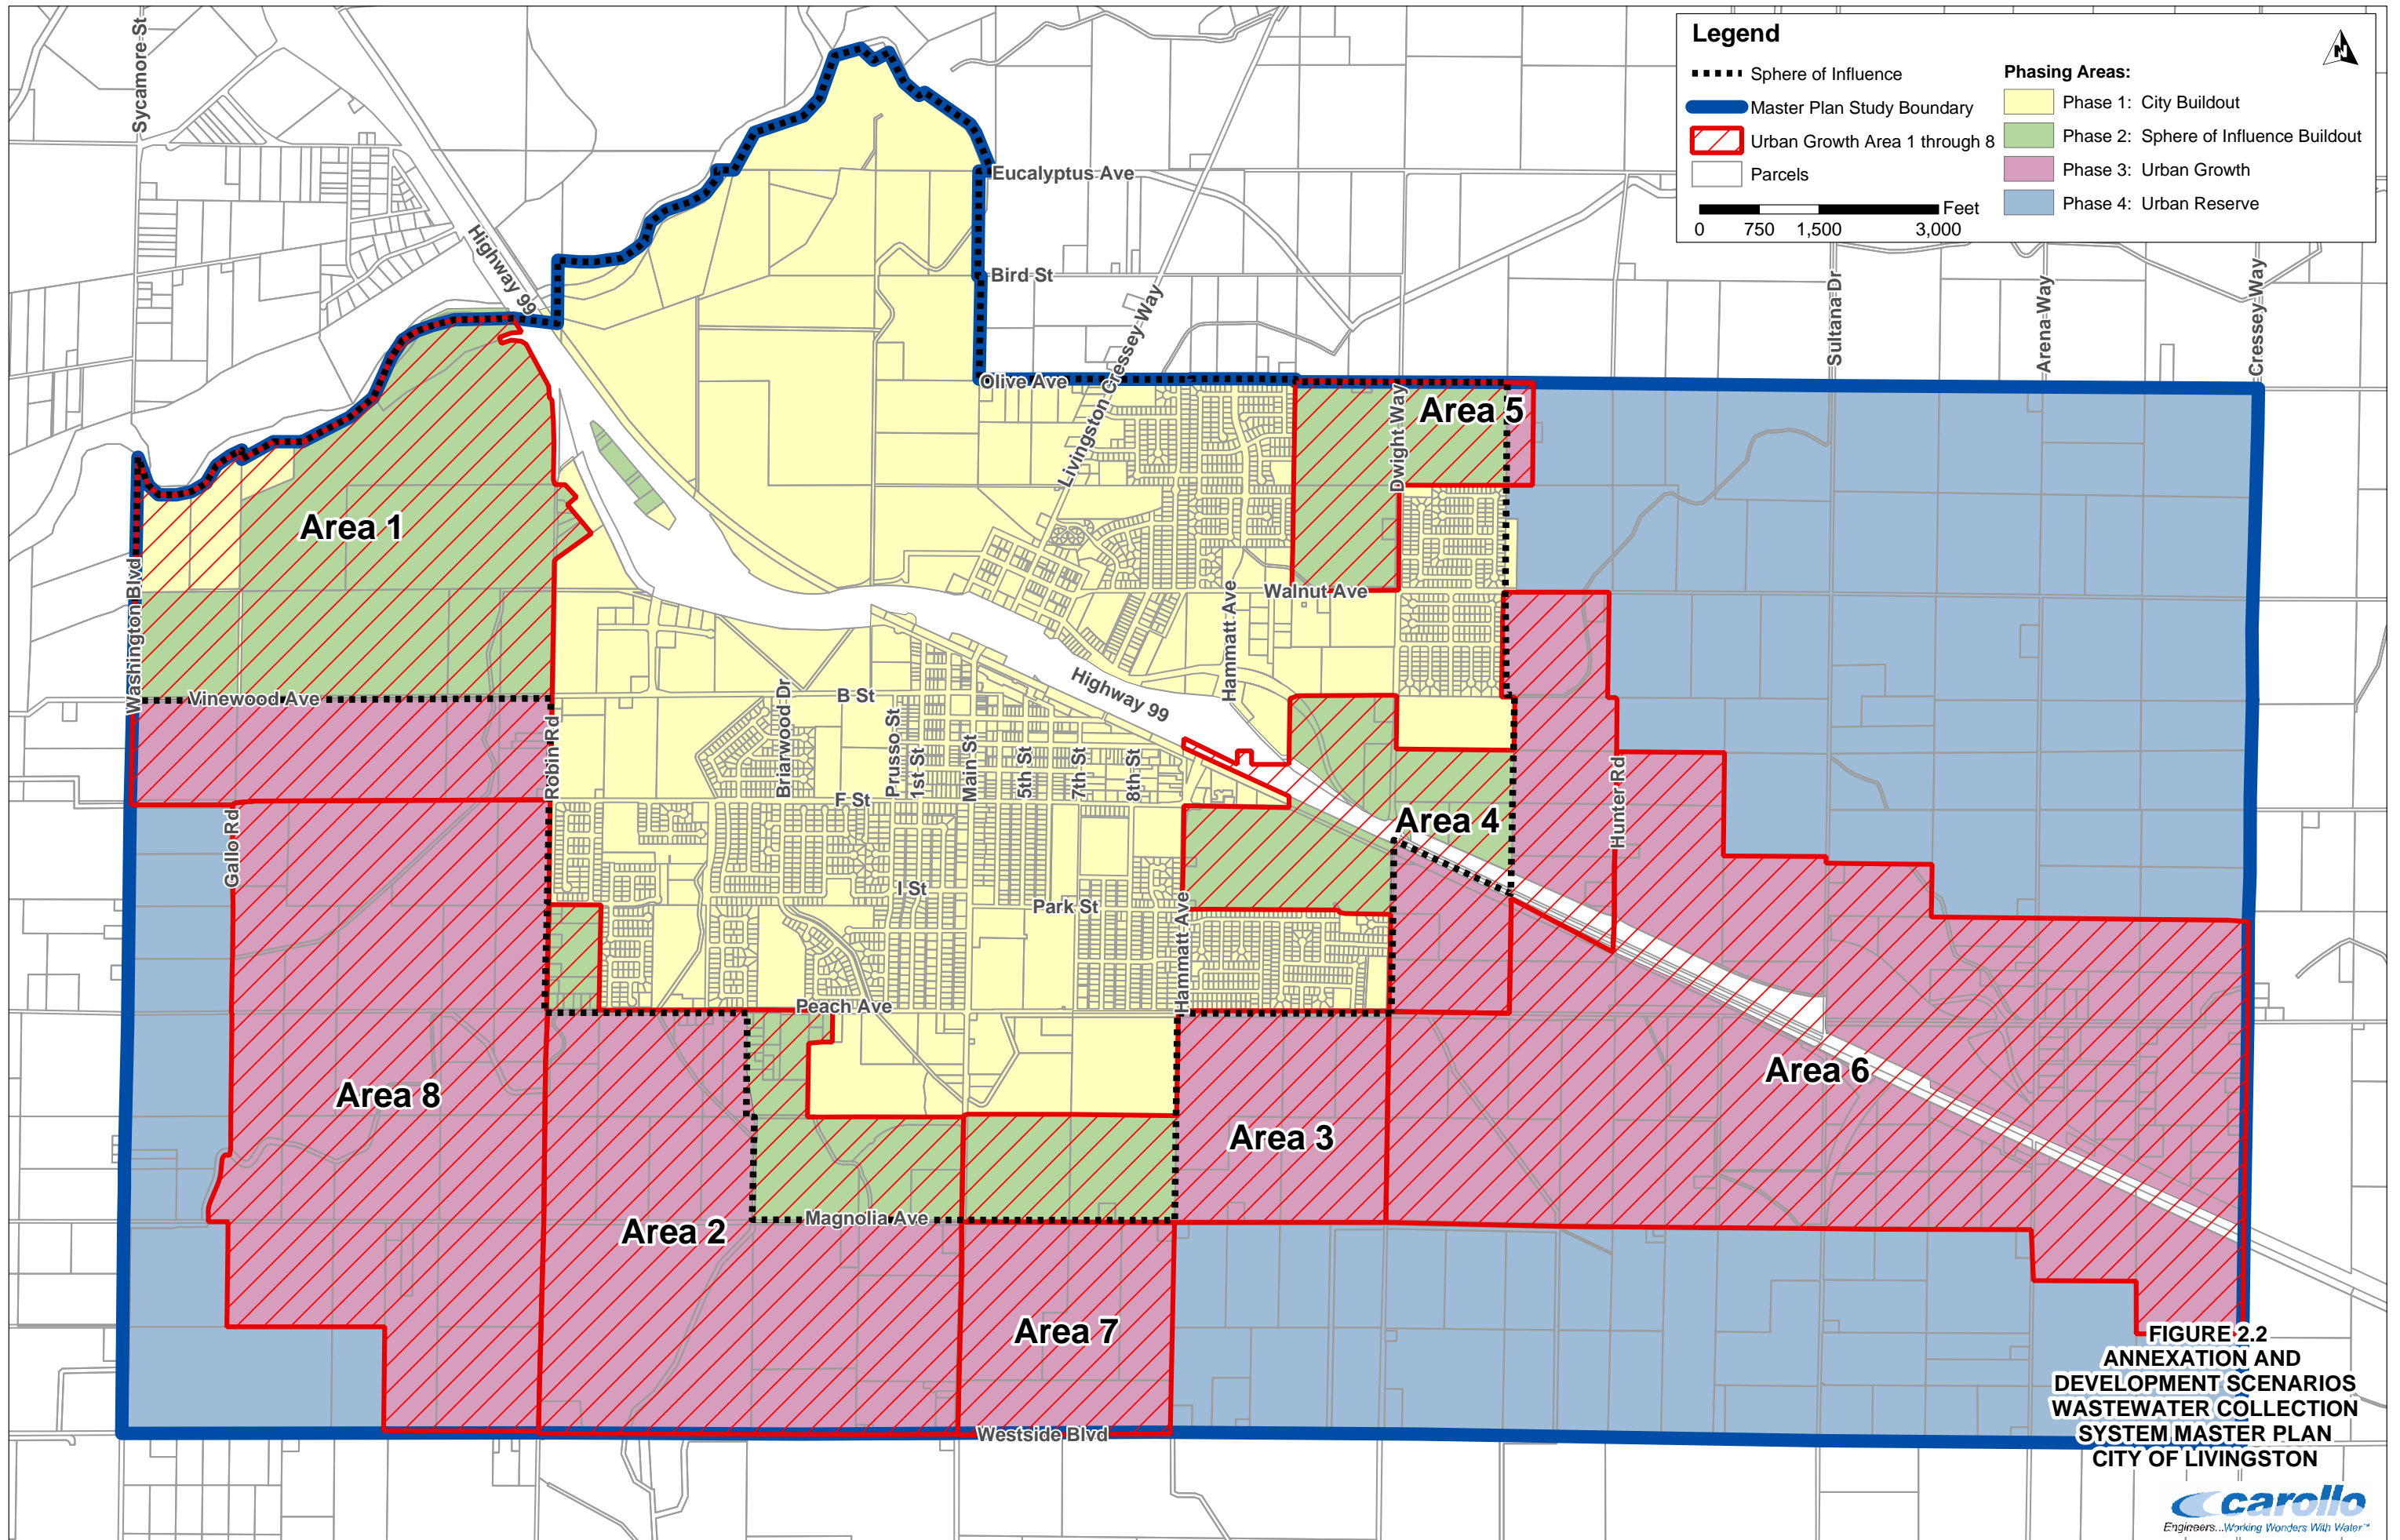 Legend
Sphere of Influence
Master Plan Study Boundary
Urban Growth Area 1 through 8
Parcels
Feet
0 750 1,500 3,000
Phasing Areas:
Phase 1: City Buildout
Phase 2: Sphere of Influence Buildout
Phase 3: Urban Growth
Phase 4: Urban Reserve
N
Sycamore St
Highway 99
Eucalyptus Ave
Bird St
Livingston Cressey Way
Olive Ave
Sultana Dr
Arena Way
Cressey Way
Dwight Way
Area 5
Area 1
Washington Blvd
Walnut Ave
Hammatt Ave
Vinewood Ave
B St
Highway 99
Robin Rd
Briarwood Dr
Prusso St
1st St
Main St
5th St
7th St
8th St
F St
Hunter Rd
Gallo Rd
Area 4
I St
Park St
Hammatt Ave
Peach Ave
Area 8
Area 6
Area 3
Area 2
Magnolia Ave
Area 7
Westside Blvd
FIGURE 2.2
ANNEXATION AND
DEVELOPMENT SCENARIOS
WASTEWATER COLLECTION
SYSTEM MASTER PLAN
CITY OF LIVINGSTON
carollo
Engineers...Working Wonders With Water™